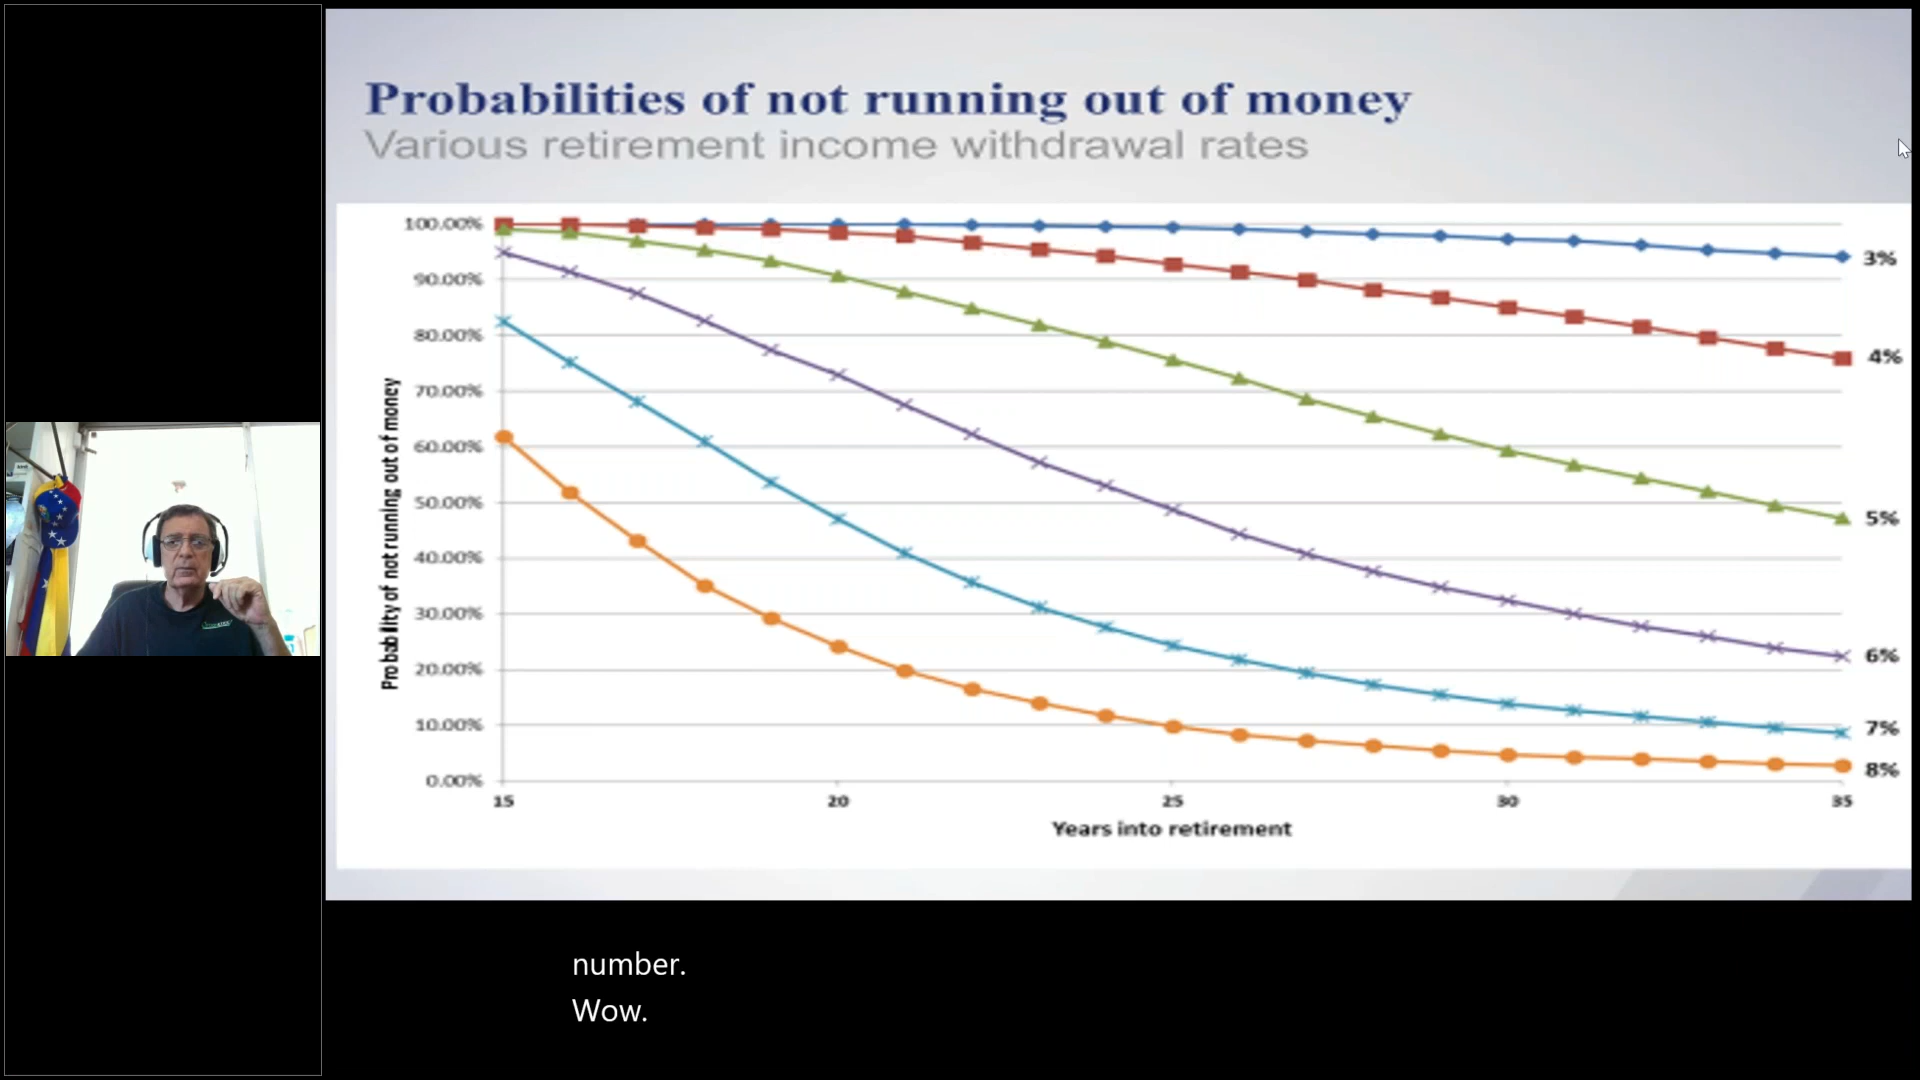 Probabilities of not running out of money
Various retirement income withdrawal rates
Probability of not running out of money
100.00%
90.00%
80.00%
70.00%
60.00%
50.00%
40.00%
30.00%
20.00%
10.00%
0.00%
3%
4%
5%
6%
7%
8%
15 20 25 30 35
Years into retirement
number.
Wow.